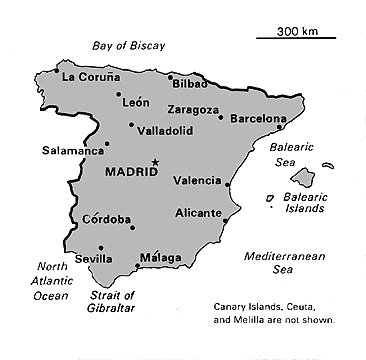 Bay of Biscay
300 km
La Coruña
Bilbao
León
Zaragoza
Barcelona
Valladolid
Salamanca
Balearic
Sea
MADRID
Valencia
Balearic
Islands
Alicante
Córdoba
Sevilla
Málaga
Mediterranean
Sea
North
Atlantic
Ocean
Strait of
Gibraltar
Canary Islands, Ceuta,
and Melilla are not shown.